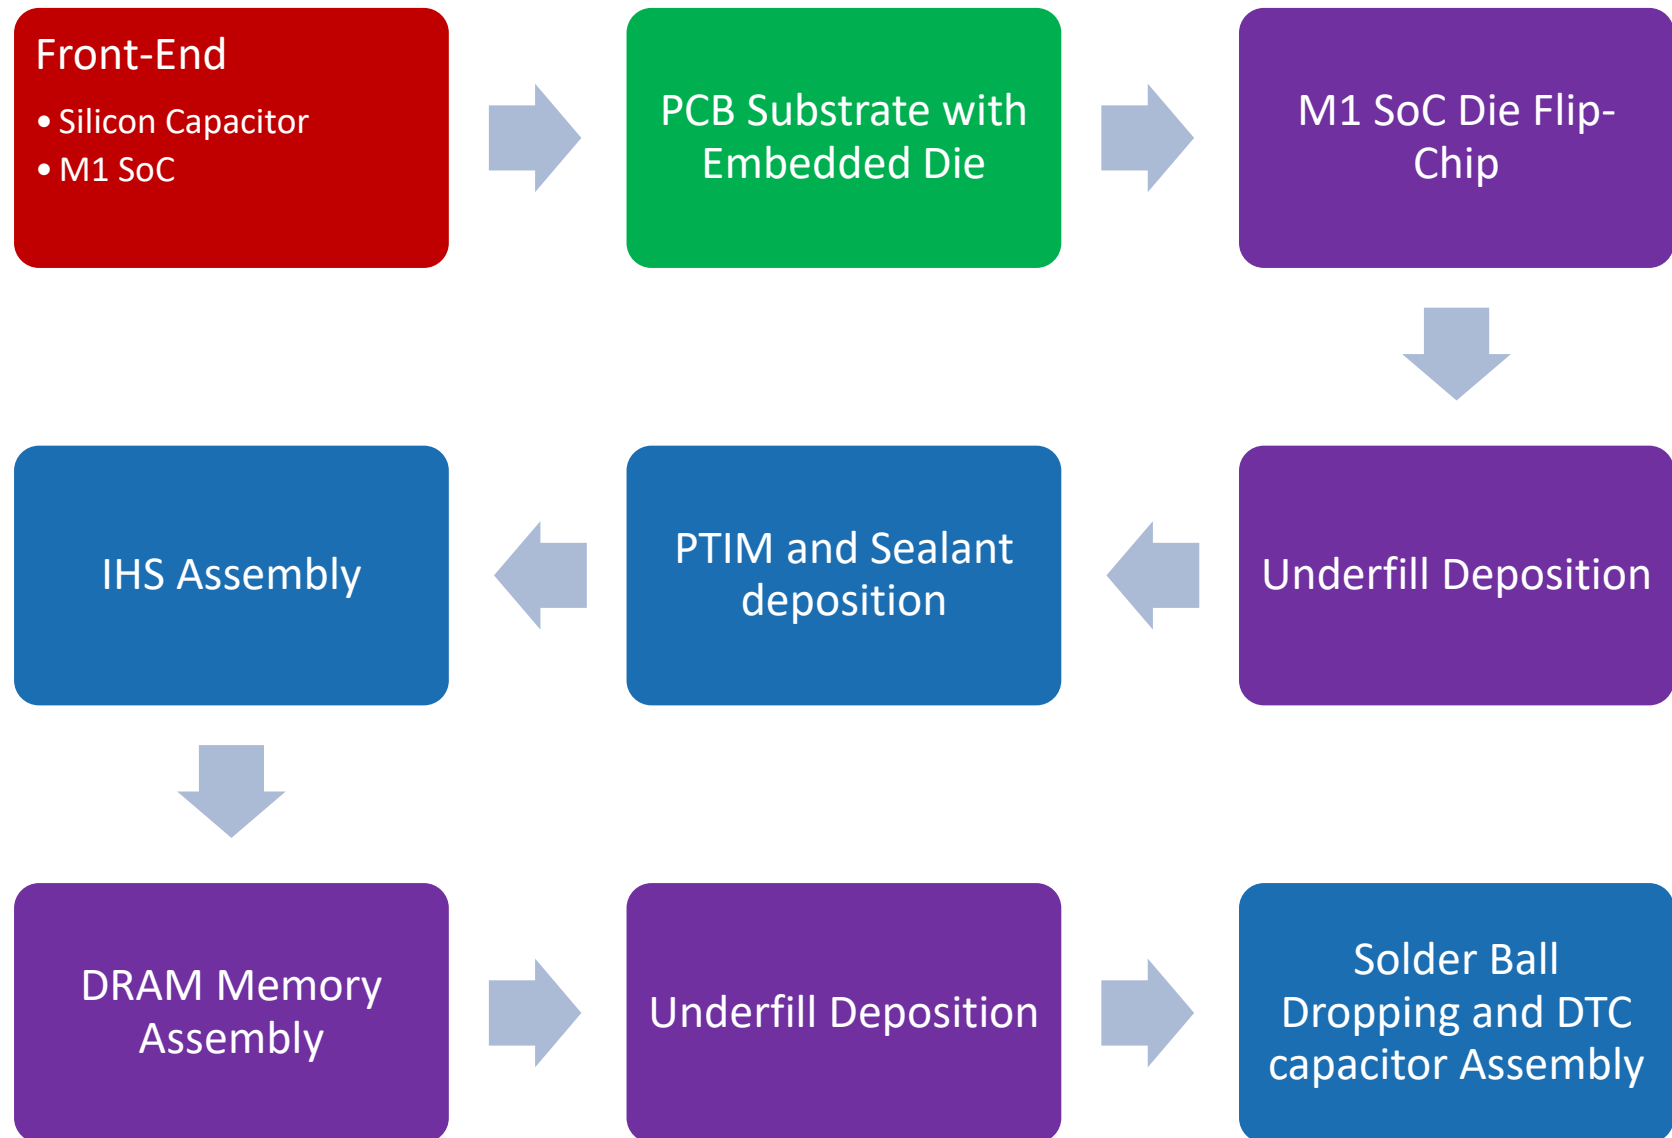 Front-End
• Silicon Capacitor
• M1 SoC
PCB Substrate with
Embedded Die
M1 SoC Die Flip-
Chip
Underfill Deposition
PTIM and Sealant
deposition
IHS Assembly
DRAM Memory
Assembly
Underfill Deposition
Solder Ball
Dropping and DTC
capacitor Assembly